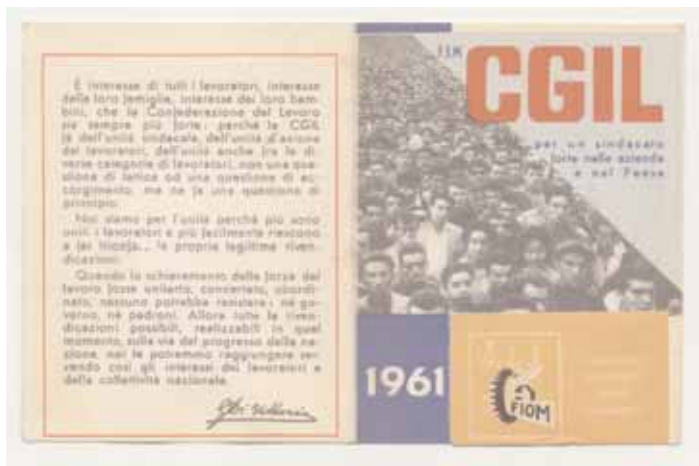 È interesse di tutti i lavoratori, interesse
delle loro famiglie, interesse dei loro bam-
bini, che la Confederazione del Lavoro
sia sempre più forte: perchè la CGIL
fa dell'unità sindacale, dell'unità d'azione
dei lavoratori, dell'unità anche fra le di-
verse categorie di lavoratori, non una que-
stione di tattica od una questione di ac-
corgimento, ma ne fa una questione di
principio.
Noi siamo per l'unità perchè più sono
uniti i lavoratori e più facilmente riescono
a far le proprie legittime riven-
dicazioni.
Quando lo schieramento delle forze del
lavoro fosse unitario, concertato, coordi-
nato, nessuno potrebbe resistere: nè go-
verno, nè padroni. Allora tutte le riven-
dicazioni possibili, realizzabili in quel
momento, sulla via del progresso della na-
zione, noi le potremmo raggiungere ser-
vendo così gli interessi dei lavoratori e
della collettività nazionale.
CGIL
per un sindacato
forte nelle aziende
e nel Paese
1961
FIOM